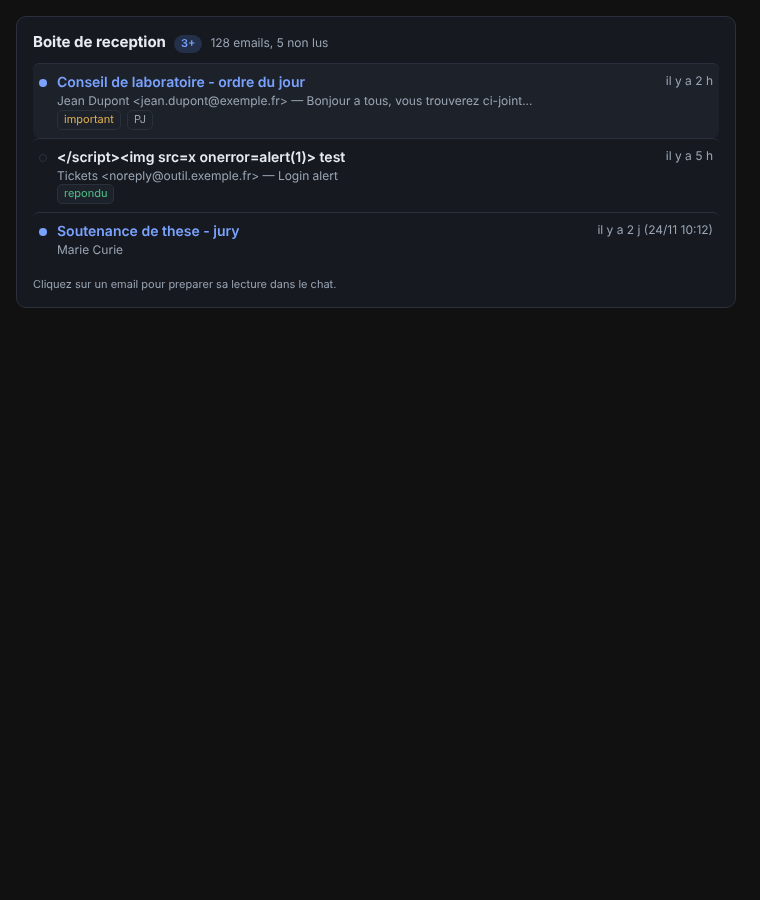 Boite de reception 3+ 128 emails, 5 non lus
Conseil de laboratoire - ordre du jour il y a 2 h
Jean Dupont <jean.dupont@exemple.fr> — Bonjour a tous, vous trouverez ci-joint...
important PJ
</script><img src=x onerror=alert(1)> test il y a 5 h
Tickets <noreply@outil.exemple.fr> — Login alert
repondu
Soutenance de these - jury il y a 2 j (24/11 10:12)
Marie Curie
Cliquez sur un email pour preparer sa lecture dans le chat.